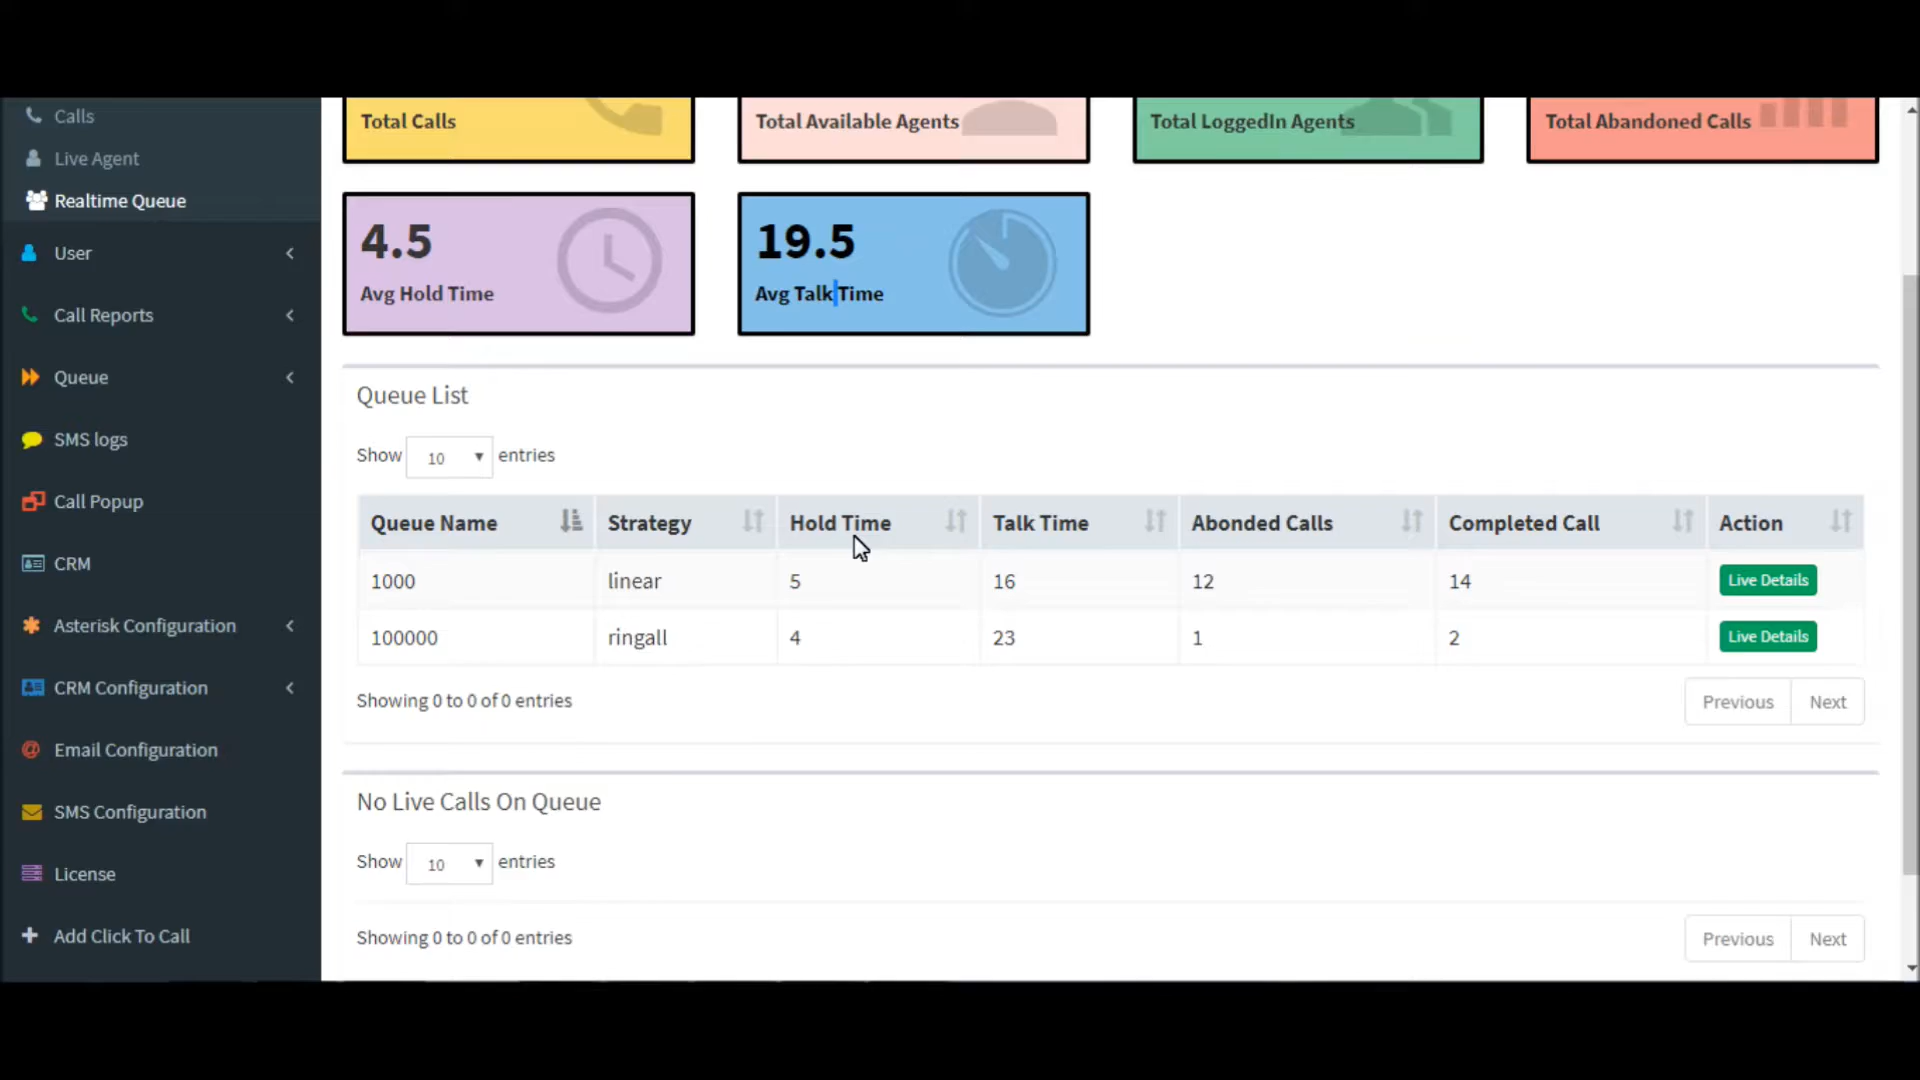 Calls
Live Agent
Realtime Queue
User
Call Reports
Queue
SMS logs
Call Popup
CRM
Asterisk Configuration
CRM Configuration
Email Configuration
SMS Configuration
License
Add Click To Call
Total Calls
Total Available Agents
Total LoggedIn Agents
Total Abandoned Calls
4.5
Avg Hold Time
19.5
Avg Talk Time
Queue List
Show 10 entries
Queue Name Strategy Hold Time Talk Time Abonded Calls Completed Call Action
1000 linear 5 16 12 14 Live Details
100000 ringall 4 23 1 2 Live Details
Showing 0 to 0 of 0 entries Previous Next
No Live Calls On Queue
Show 10 entries
Showing 0 to 0 of 0 entries Previous Next